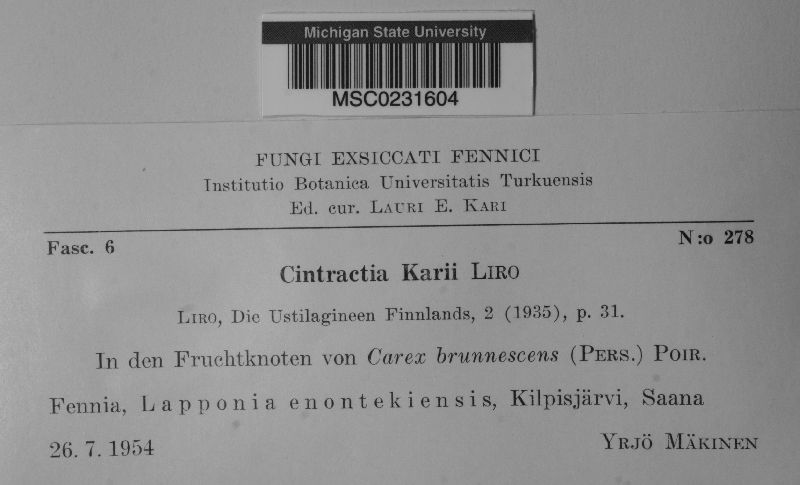 Michigan State University
MSC0231604
FUNGI EXSICCATI FENNICI
Institutio Botanica Universitatis Turkuensis
Ed. cur. LAURI E. KARI
Fasc. 6 N:o 278
Cintractia Karii LIRO
LIRO, Die Ustilagineen Finnlands, 2 (1935), p. 31.
In den Fruchtknoten von Carex brunnescens (PERS.) POIR.
Fennia, Lapponia enontekiensis, Kilpisjärvi, Saana
26. 7. 1954 YRJÖ MÄKINEN